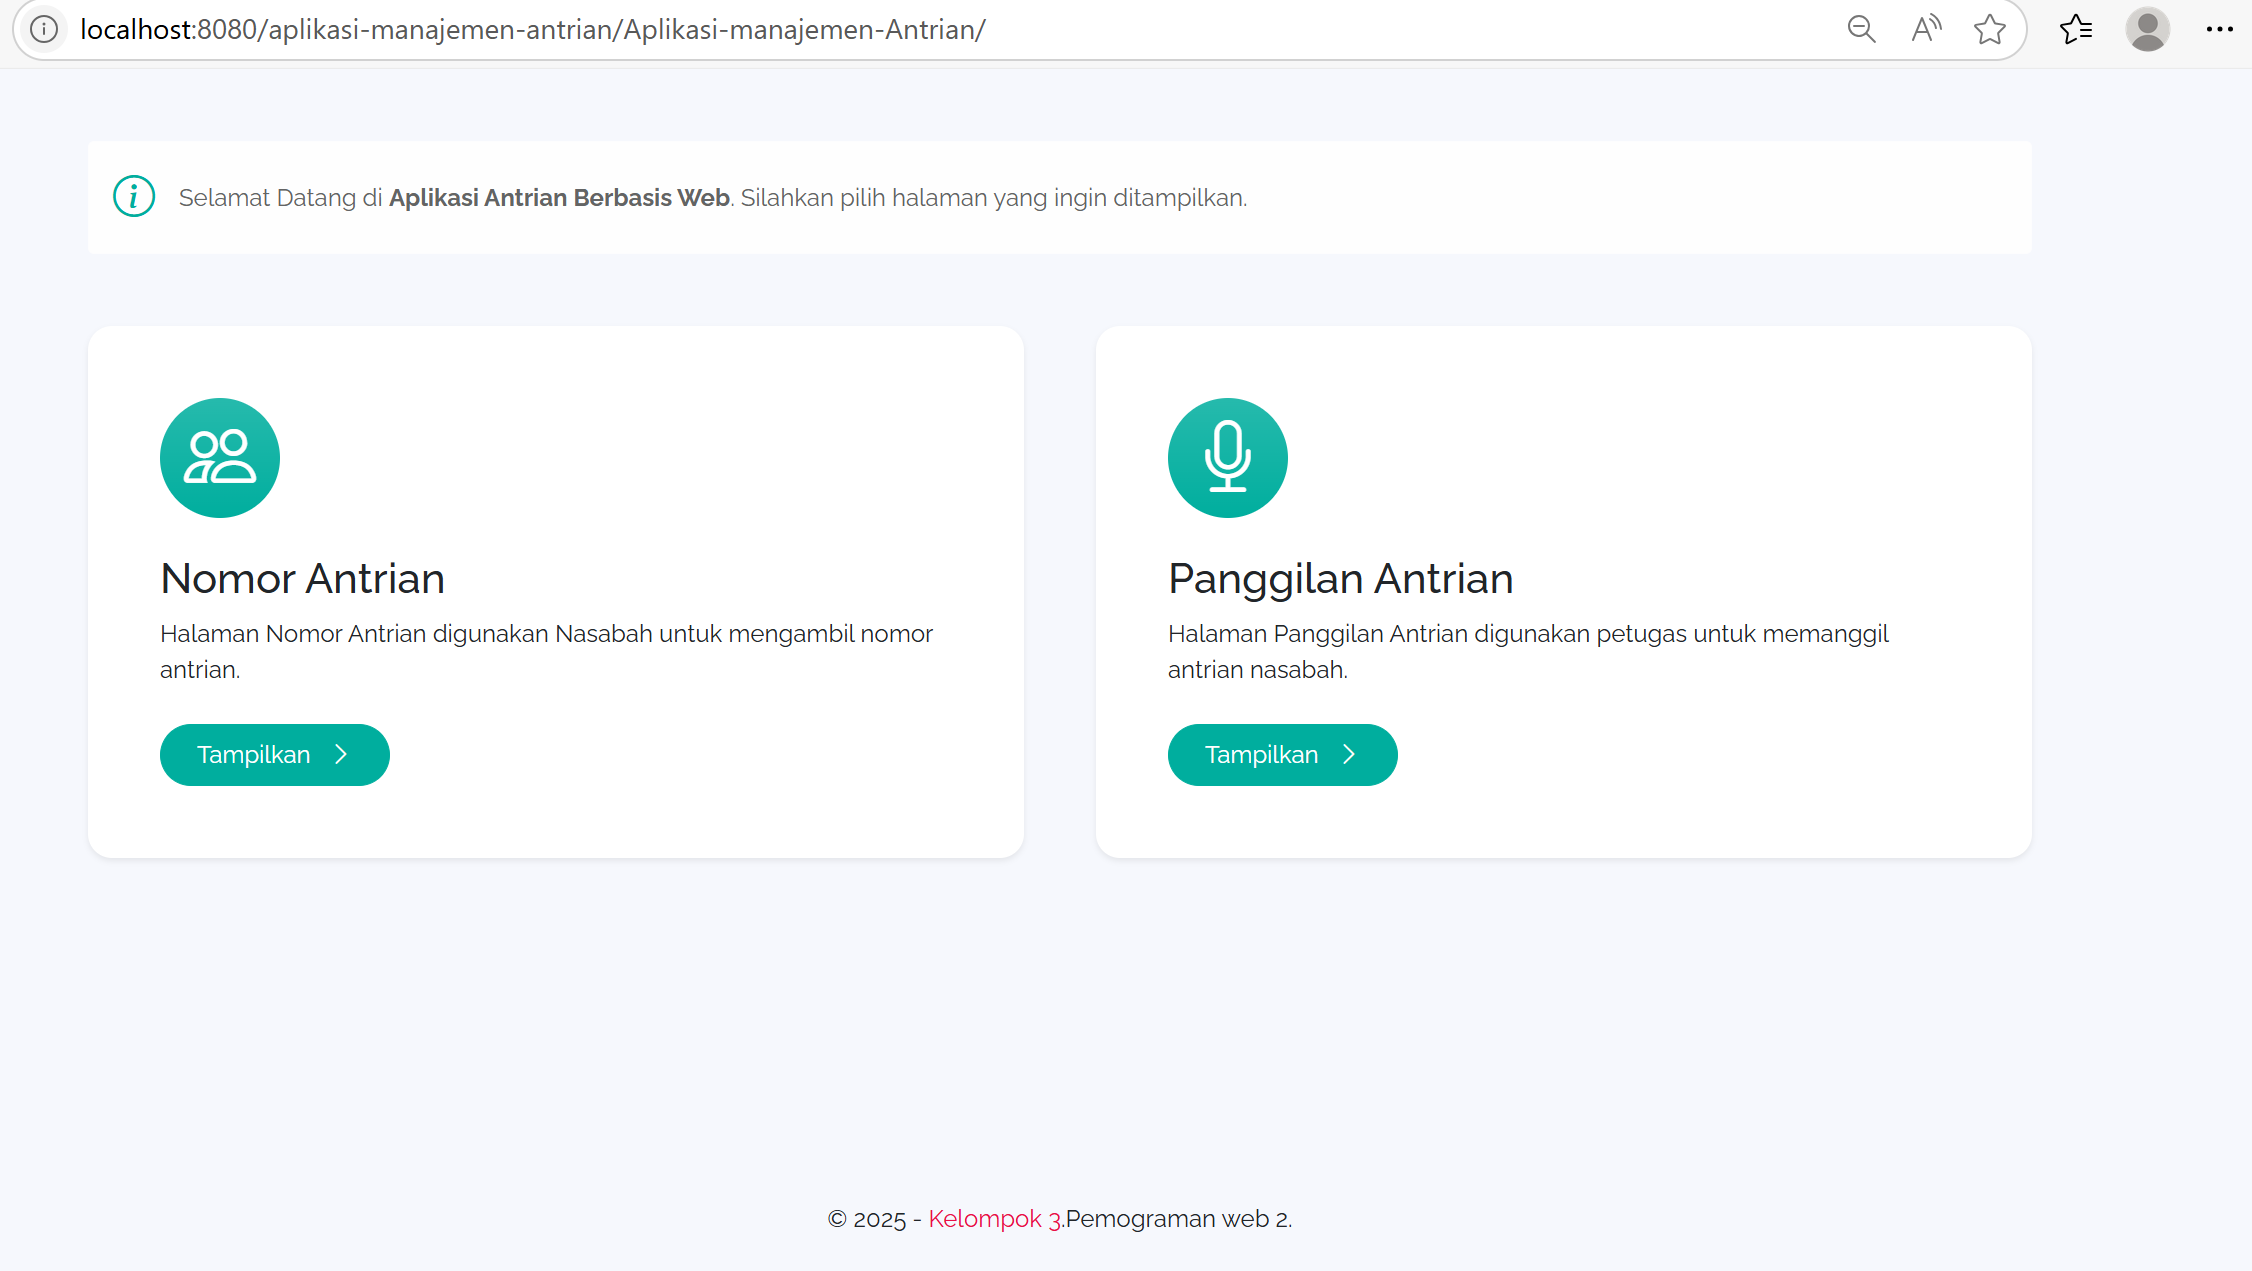 localhost:8080/aplikasi-manajemen-antrian/Aplikasi-manajemen-Antrian/
Selamat Datang di Aplikasi Antrian Berbasis Web. Silahkan pilih halaman yang ingin ditampilkan.
Nomor Antrian
Halaman Nomor Antrian digunakan Nasabah untuk mengambil nomor
antrian.
Tampilkan
Panggilan Antrian
Halaman Panggilan Antrian digunakan petugas untuk memanggil
antrian nasabah.
Tampilkan
© 2025 - Kelompok 3.Pemograman web 2.